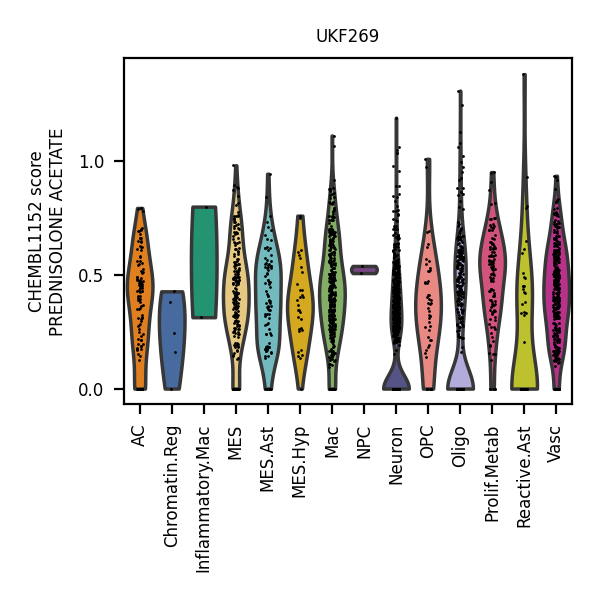 UKF269
CHEMBL1152 score
PREDNISOLONE ACETATE
1.0
0.5
0.0
AC
Chromatin.Reg
Inflammatory.Mac
MES
MES.Ast
MES.Hyp
Mac
NPC
Neuron
OPC
Oligo
Prolif.Metab
Reactive.Ast
Vasc